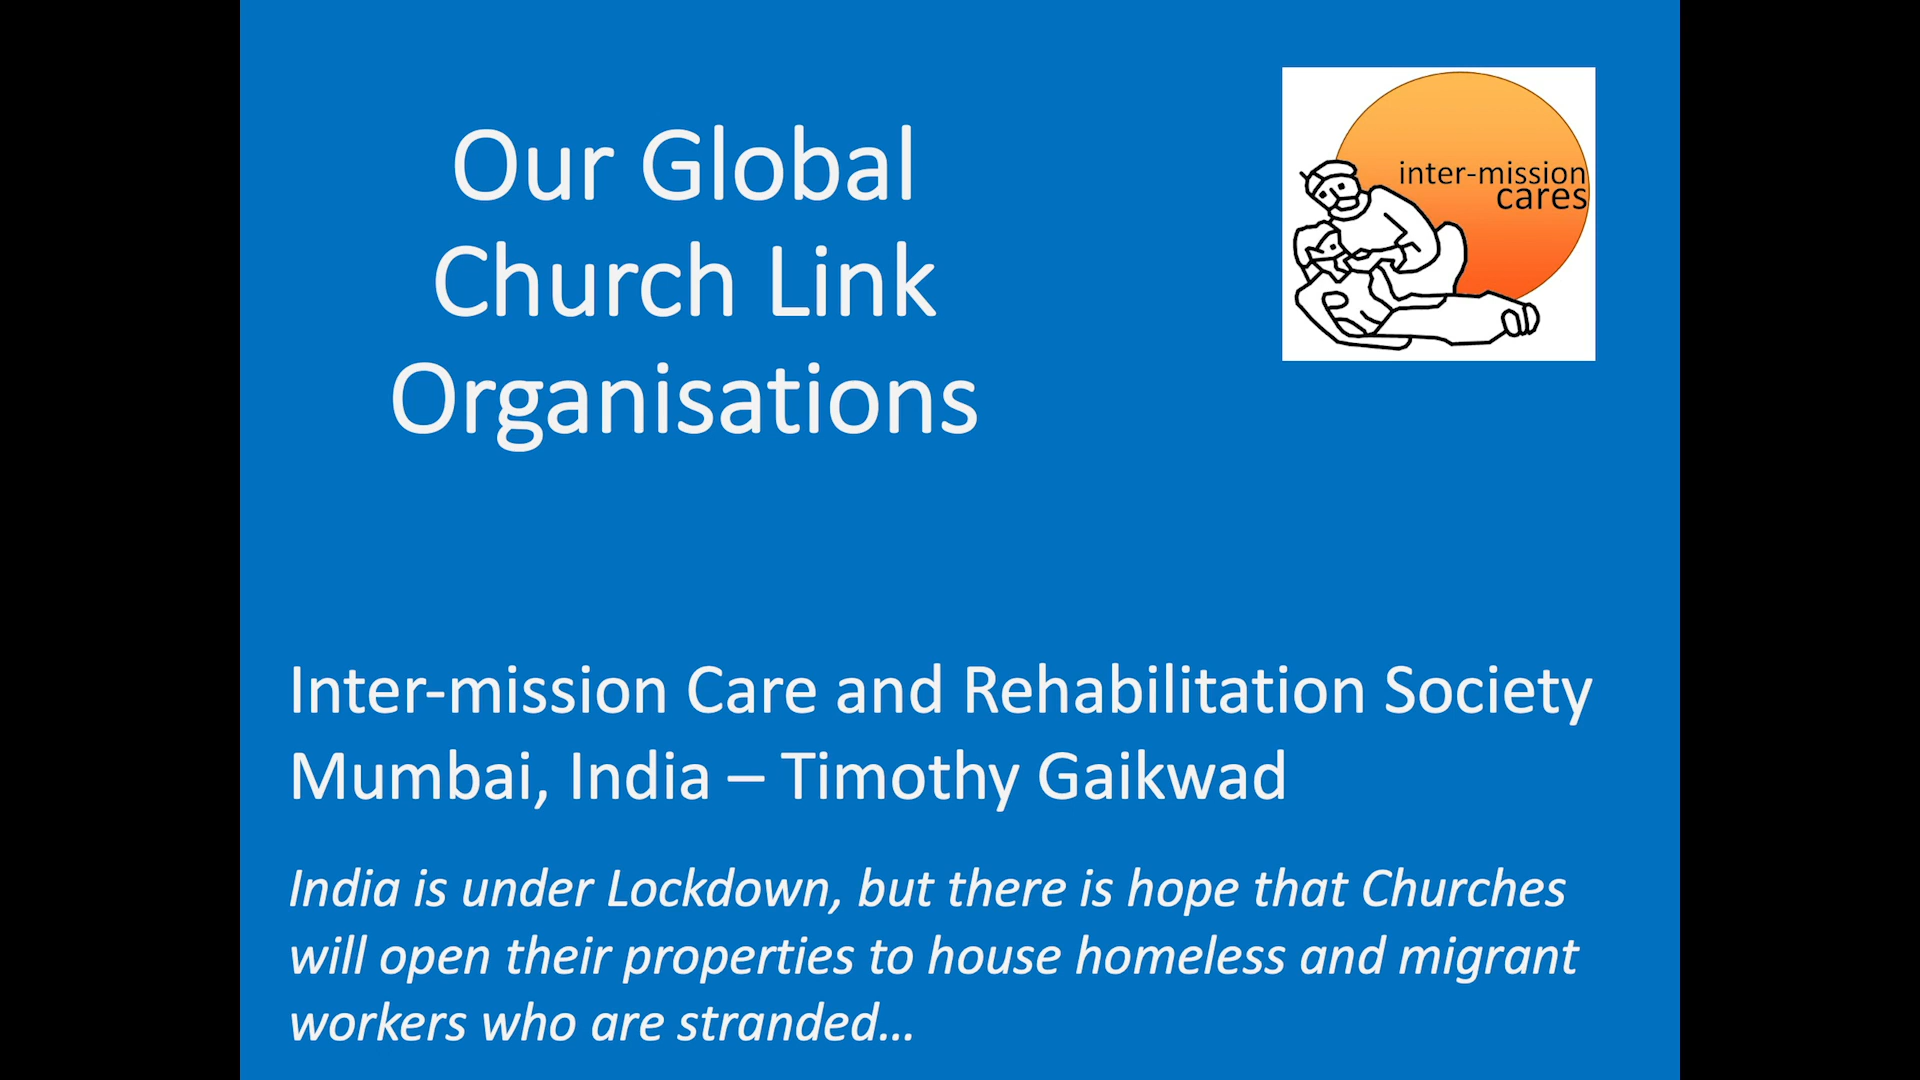 Our Global
Church Link
Organisations
inter-mission
cares
Inter-mission Care and Rehabilitation Society
Mumbai, India – Timothy Gaikwad
India is under Lockdown, but there is hope that Churches
will open their properties to house homeless and migrant
workers who are stranded...